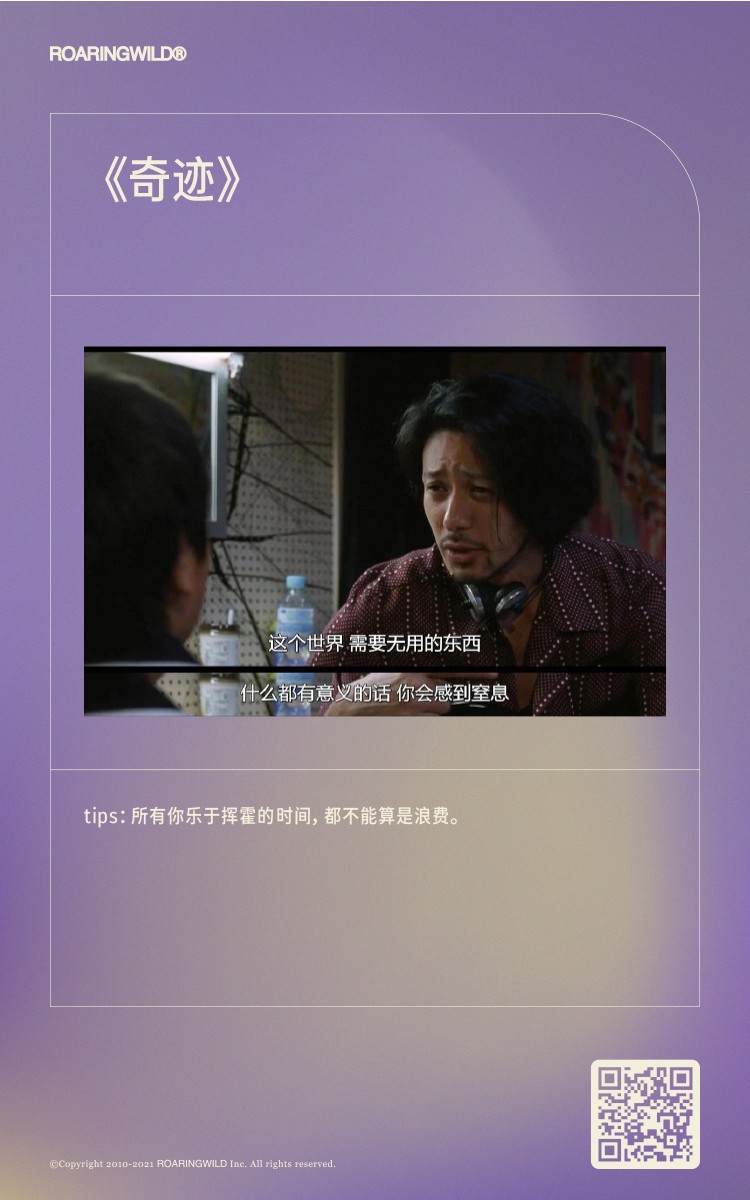 ROARINGWILD®
《奇迹》
这个世界 需要无用的东西
什么都有意义的话 你会感到窒息
tips：所有你乐于挥霍的时间，都不能算是浪费。
©Copyright 2010-2021 ROARINGWILD Inc. All rights reserved.